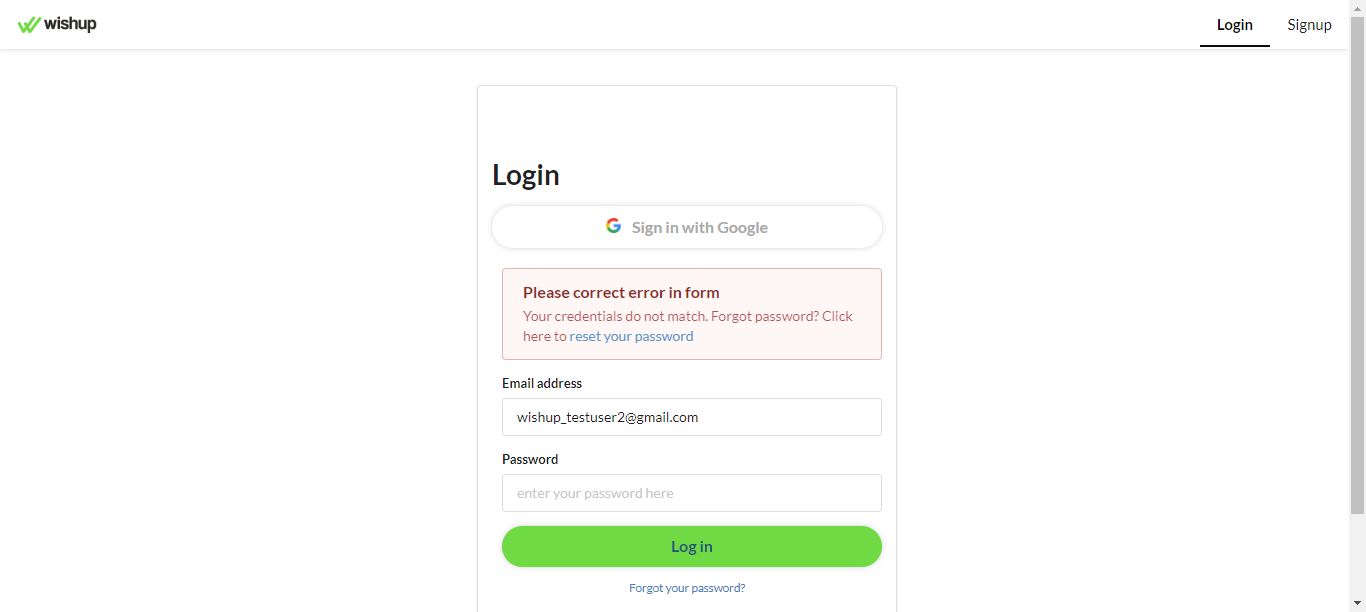 wishup
Login
Signup
Login
Sign in with Google
Please correct error in form
Your credentials do not match. Forgot password? Click
here to reset your password
Email address
wishup_testuser2@gmail.com
Password
enter your password here
Log in
Forgot your password?